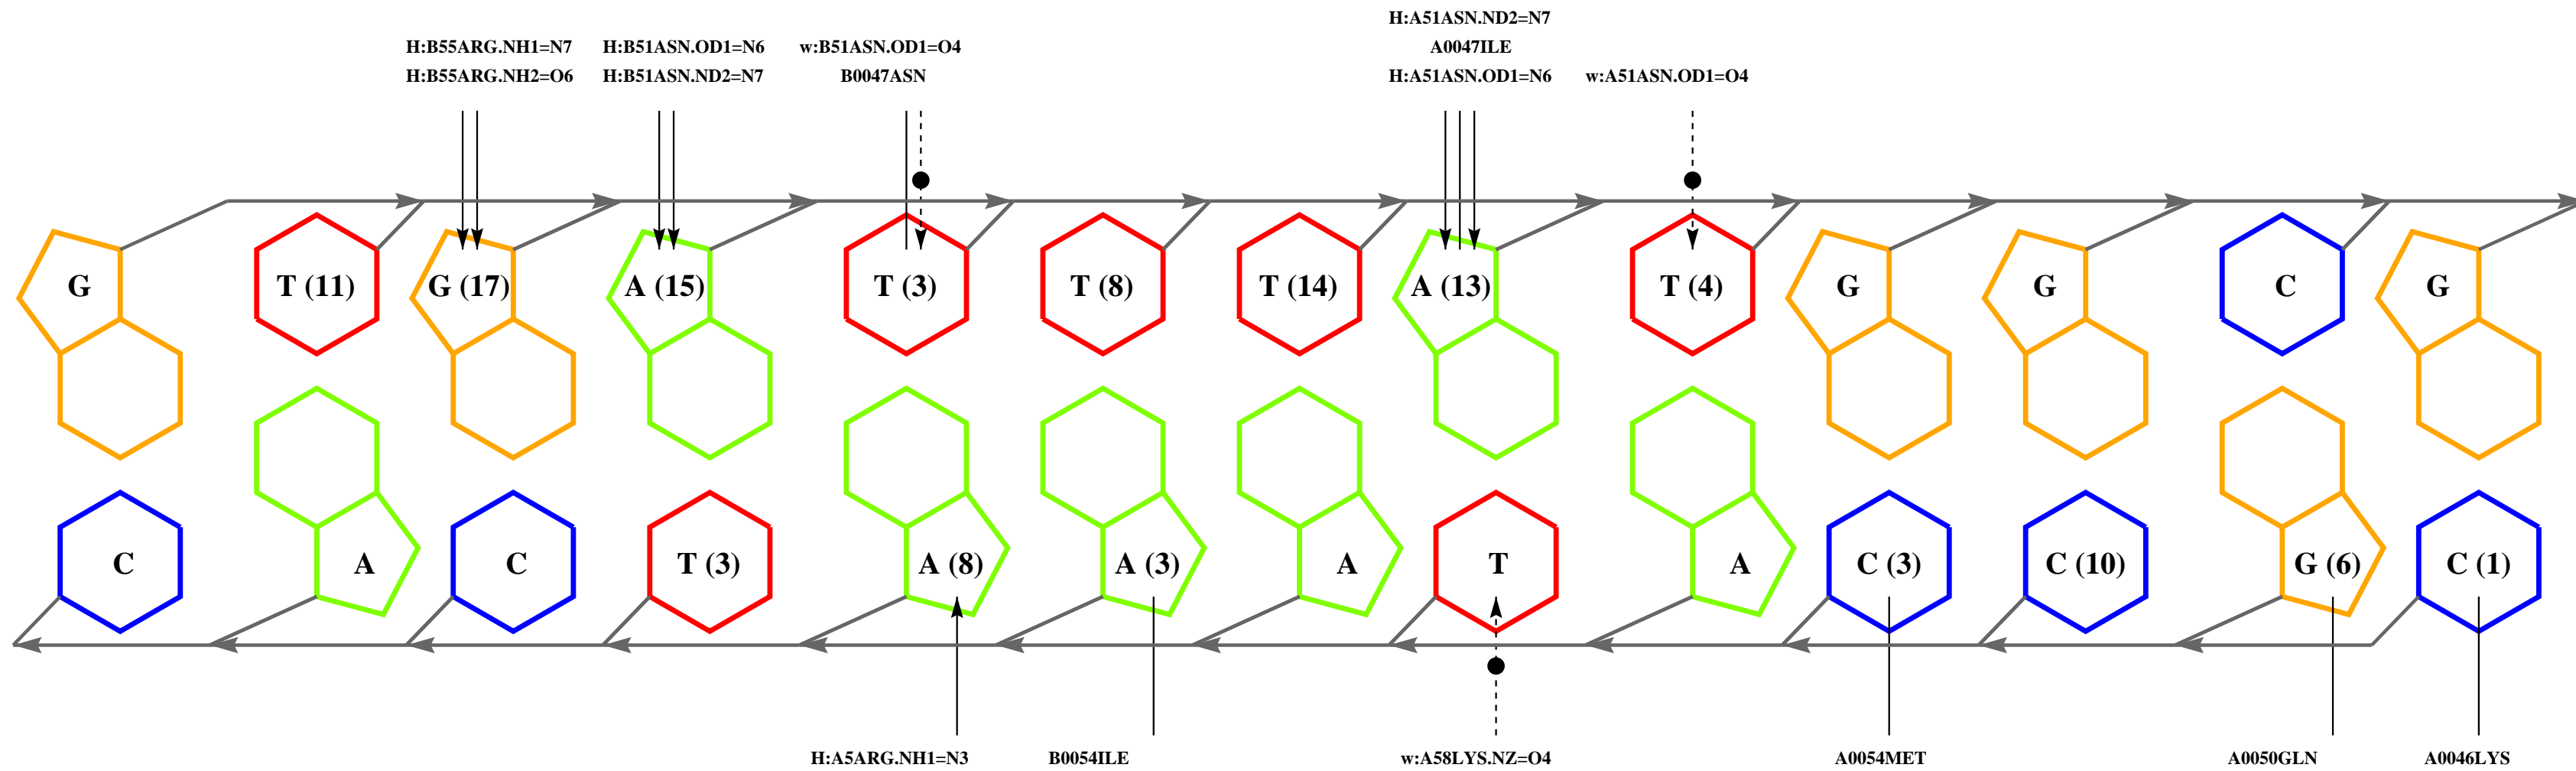 H:A51ASN.ND2=N7
H:B55ARG.NH1=N7 H:B51ASN.OD1=N6 w:B51ASN.OD1=O4 A0047ILE
H:B55ARG.NH2=O6 H:B51ASN.ND2=N7 B0047ASN H:A51ASN.OD1=N6 w:A51ASN.OD1=O4
G T (11) G (17) A (15) T (3) T (8) T (14) A (13) T (4) G G C G
C A C T (3) A (8) A (3) A T A C (3) C (10) G (6) C (1)
H:A5ARG.NH1=N3 B0054ILE w:A58LYS.NZ=O4 A0054MET A0050GLN A0046LYS